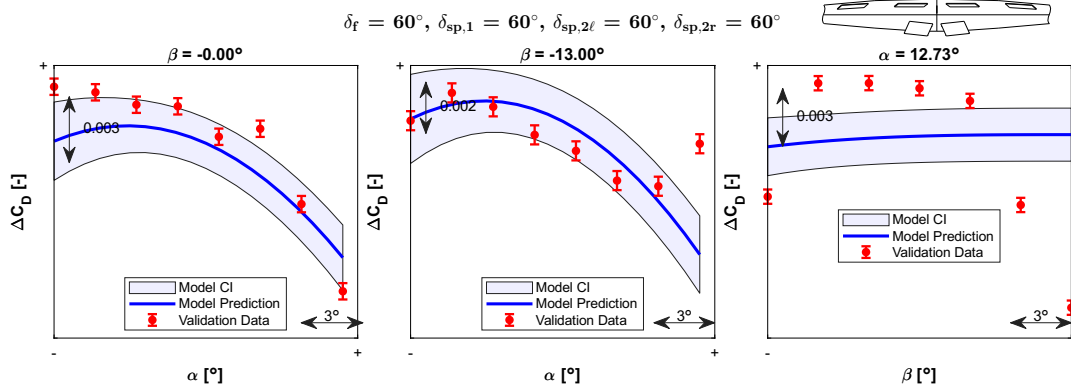 δf = 60°, δsp,1 = 60°, δsp,2ℓ = 60°, δsp,2r = 60°
β = -0.00°
+
0.003
ΔCD [-]
Model CI
Model Prediction
Validation Data
3°
-
+
α [°]
β = -13.00°
+
0.002
ΔCD [-]
Model CI
Model Prediction
Validation Data
3°
-
+
α [°]
α = 12.73°
+
0.003
ΔCD [-]
Model CI
Model Prediction
Validation Data
3°
-
+
β [°]